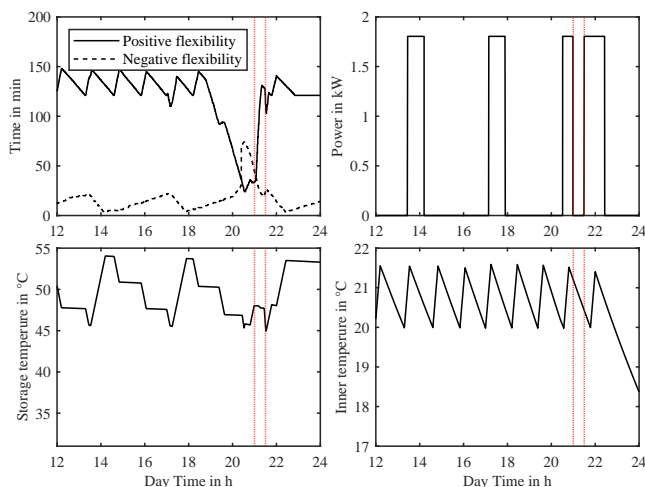 200
150
100
50
0
Time in min
Positive flexibility
Negative flexibility
12 14 16 18 20 22 24
2
1.5
1
0.5
0
Power in kW
12 14 16 18 20 22 24
55
50
45
40
35
Storage temperure in °C
12 14 16 18 20 22 24
Day Time in h
22
21
20
19
18
17
Inner temperure in °C
12 14 16 18 20 22 24
Day Time in h